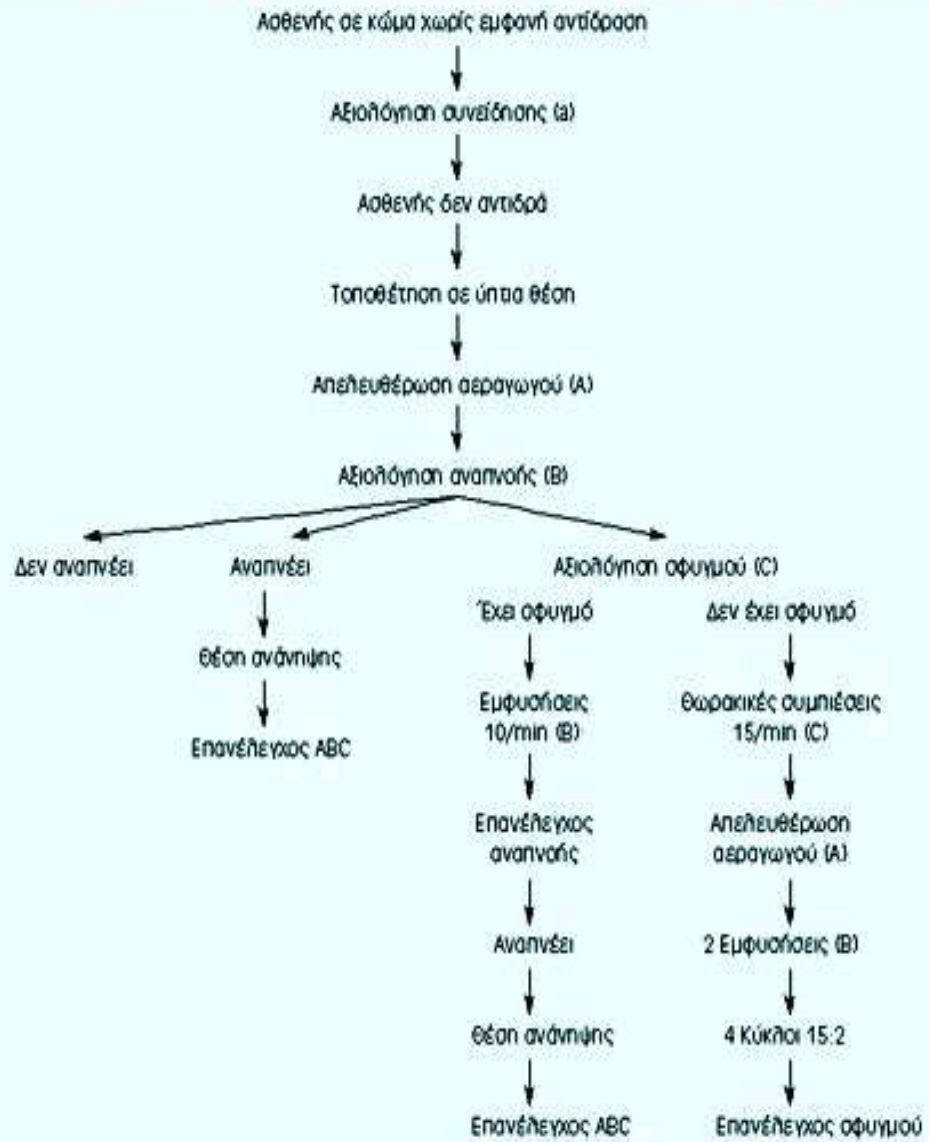 Ασθενής σε κώμα χωρίς εμφανή αντίδραση
Αξιολόγηση συνείδησης (a)
Ασθενής δεν αντιδρά
Τοποθέτηση σε ύπτια θέση
Απελευθέρωση αεραγωγού (A)
Αξιολόγηση αναπνοής (B)
Δεν αναπνέει
Αναπνέει
Θέση ανάνηψης
Επανέλεγχος ABC
Αξιολόγηση σφυγμού (C)
Έχει σφυγμό
Εμφυσήσεις
10/min (B)
Επανέλεγχος
αναπνοής
Αναπνέει
Θέση ανάνηψης
Επανέλεγχος ABC
Δεν έχει σφυγμό
Θωρακικές συμπιέσεις
15/min (C)
Απελευθέρωση
αεραγωγού (A)
2 Εμφυσήσεις (B)
4 Κύκλοι 15:2
Επανέλεγχος σφυγμού